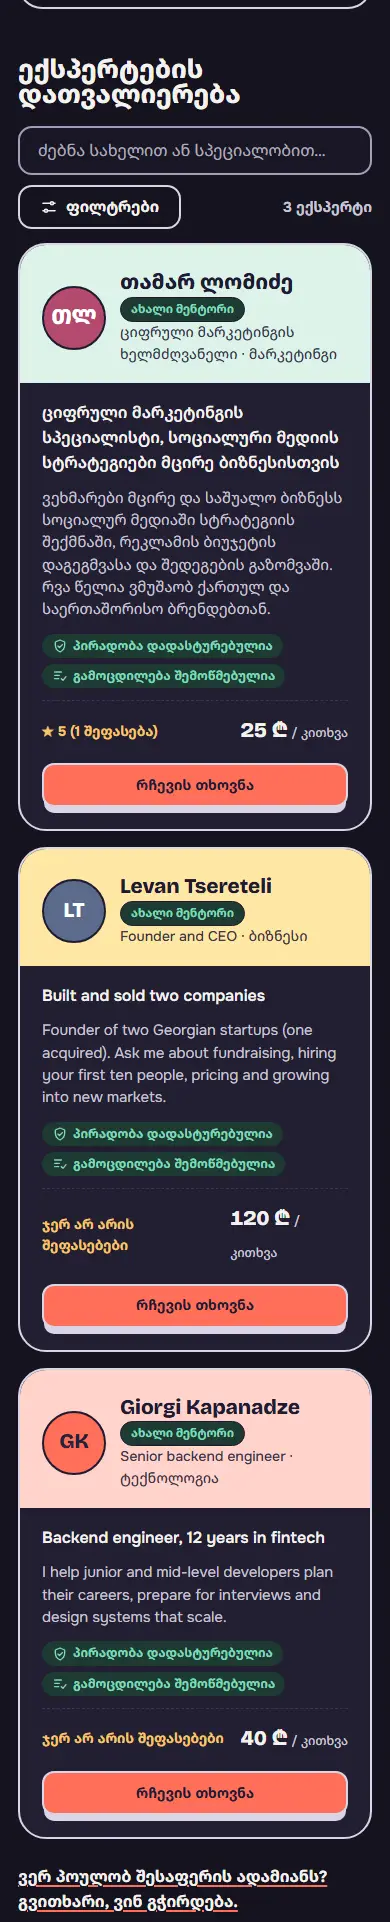 ექსპერტების
დათვალიერება
ძებნა სახელით ან სპეციალობით...
ფილტრები
3 ექსპერტი
თლ
თამარ ლომიძე
ახალი მენტორი
ციფრული მარკეტინგის
ხელმძღვანელი · მარკეტინგი
ციფრული მარკეტინგის
სპეციალისტი, სოციალური მედიის
სტრატეგიები მცირე ბიზნესისთვის
ვეხმარები მცირე და საშუალო ბიზნესს
სოციალურ მედიაში სტრატეგიის
შექმნაში, რეკლამის ბიუჯეტის
დაგეგმვასა და შედეგების გაზომვაში.
რვა წელია ვმუშაობ ქართულ და
საერთაშორისო ბრენდებთან.
პირადობა დადასტურებულია
გამოცდილება შემოწმებულია
★ 5 (1 შეფასება)
25 ₾ / კითხვა
რჩევის თხოვნა
LT
Levan Tsereteli
ახალი მენტორი
Founder and CEO · ბიზნესი
Built and sold two companies
Founder of two Georgian startups (one
acquired). Ask me about fundraising, hiring
your first ten people, pricing and growing
into new markets.
პირადობა დადასტურებულია
გამოცდილება შემოწმებულია
ჯერ არ არის
შეფასებები
120 ₾ /
კითხვა
რჩევის თხოვნა
GK
Giorgi Kapanadze
ახალი მენტორი
Senior backend engineer ·
ტექნოლოგია
Backend engineer, 12 years in fintech
I help junior and mid-level developers plan
their careers, prepare for interviews and
design systems that scale.
პირადობა დადასტურებულია
გამოცდილება შემოწმებულია
ჯერ არ არის შეფასებები
40 ₾ / კითხვა
რჩევის თხოვნა
ვერ პოულობ შესაფერის ადამიანს?
გვითხარი, ვინ გჭირდება.